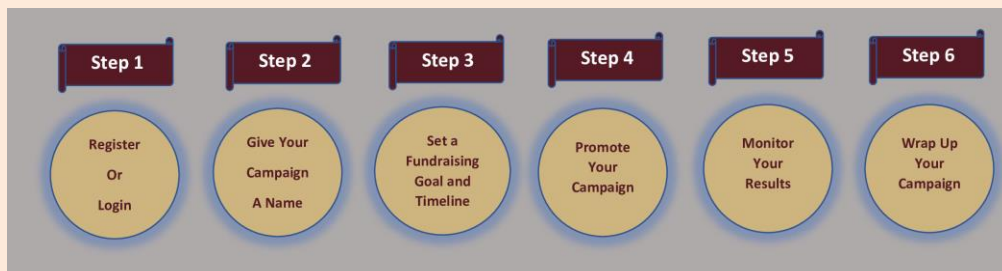 Step 1
Register
Or
Login
Step 2
Give Your
Campaign
A Name
Step 3
Set a
Fundraising
Goal and
Timeline
Step 4
Promote
Your
Campaign
Step 5
Monitor
Your
Results
Step 6
Wrap Up
Your
Campaign